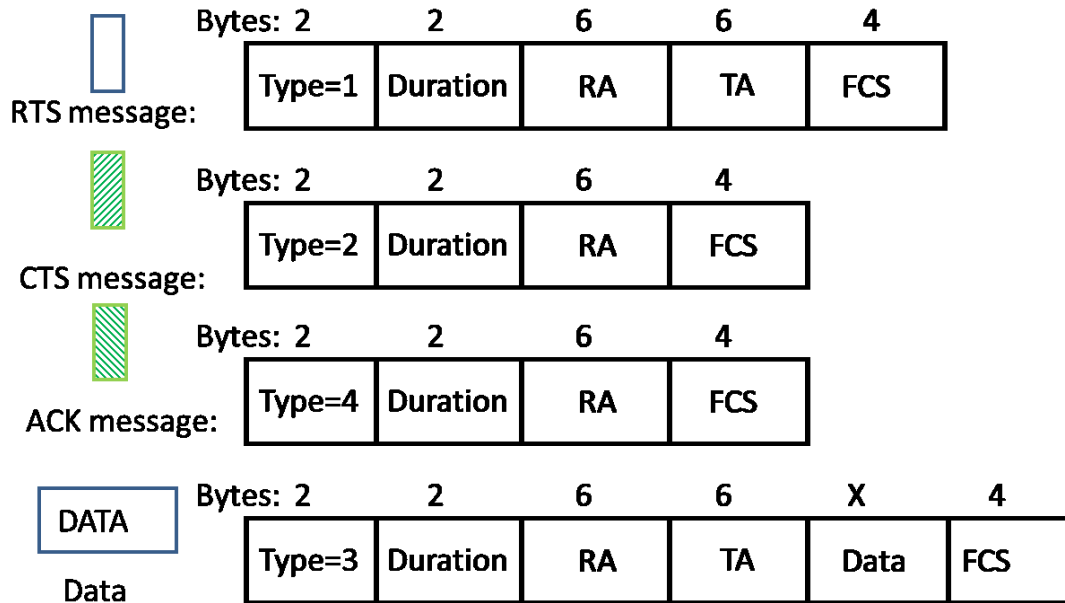 Bytes: 2 2 6 6 4
Type=1 Duration RA TA FCS
RTS message:
Bytes: 2 2 6 4
Type=2 Duration RA FCS
CTS message:
Bytes: 2 2 6 4
Type=4 Duration RA FCS
ACK message:
Bytes: 2 2 6 6 X 4
DATA
Type=3 Duration RA TA Data FCS
Data